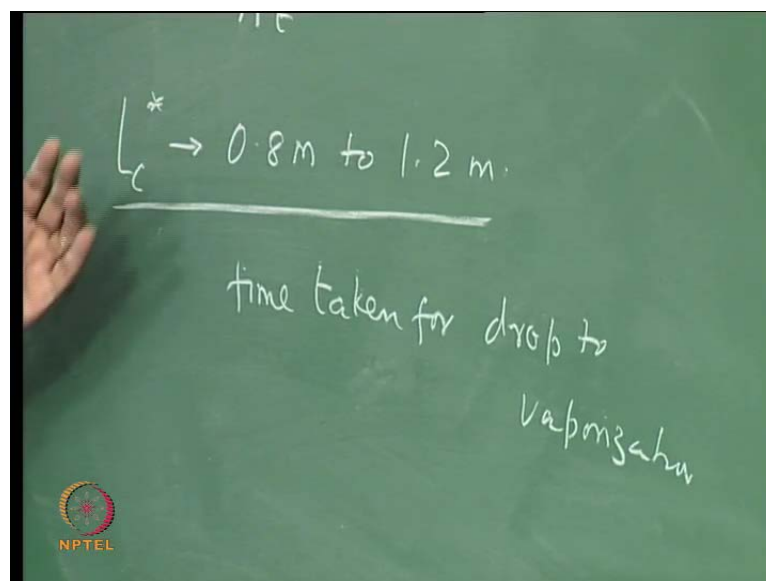 L_c^* → 0.8 m to 1.2 m.
time taken for drop to
vaporization
NPTEL